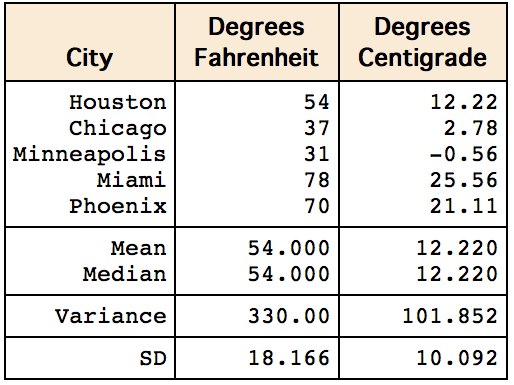 City Degrees Fahrenheit Degrees Centigrade
Houston 54 12.22
Chicago 37 2.78
Minneapolis 31 -0.56
Miami 78 25.56
Phoenix 70 21.11
Mean 54.000 12.220
Median 54.000 12.220
Variance 330.00 101.852
SD 18.166 10.092